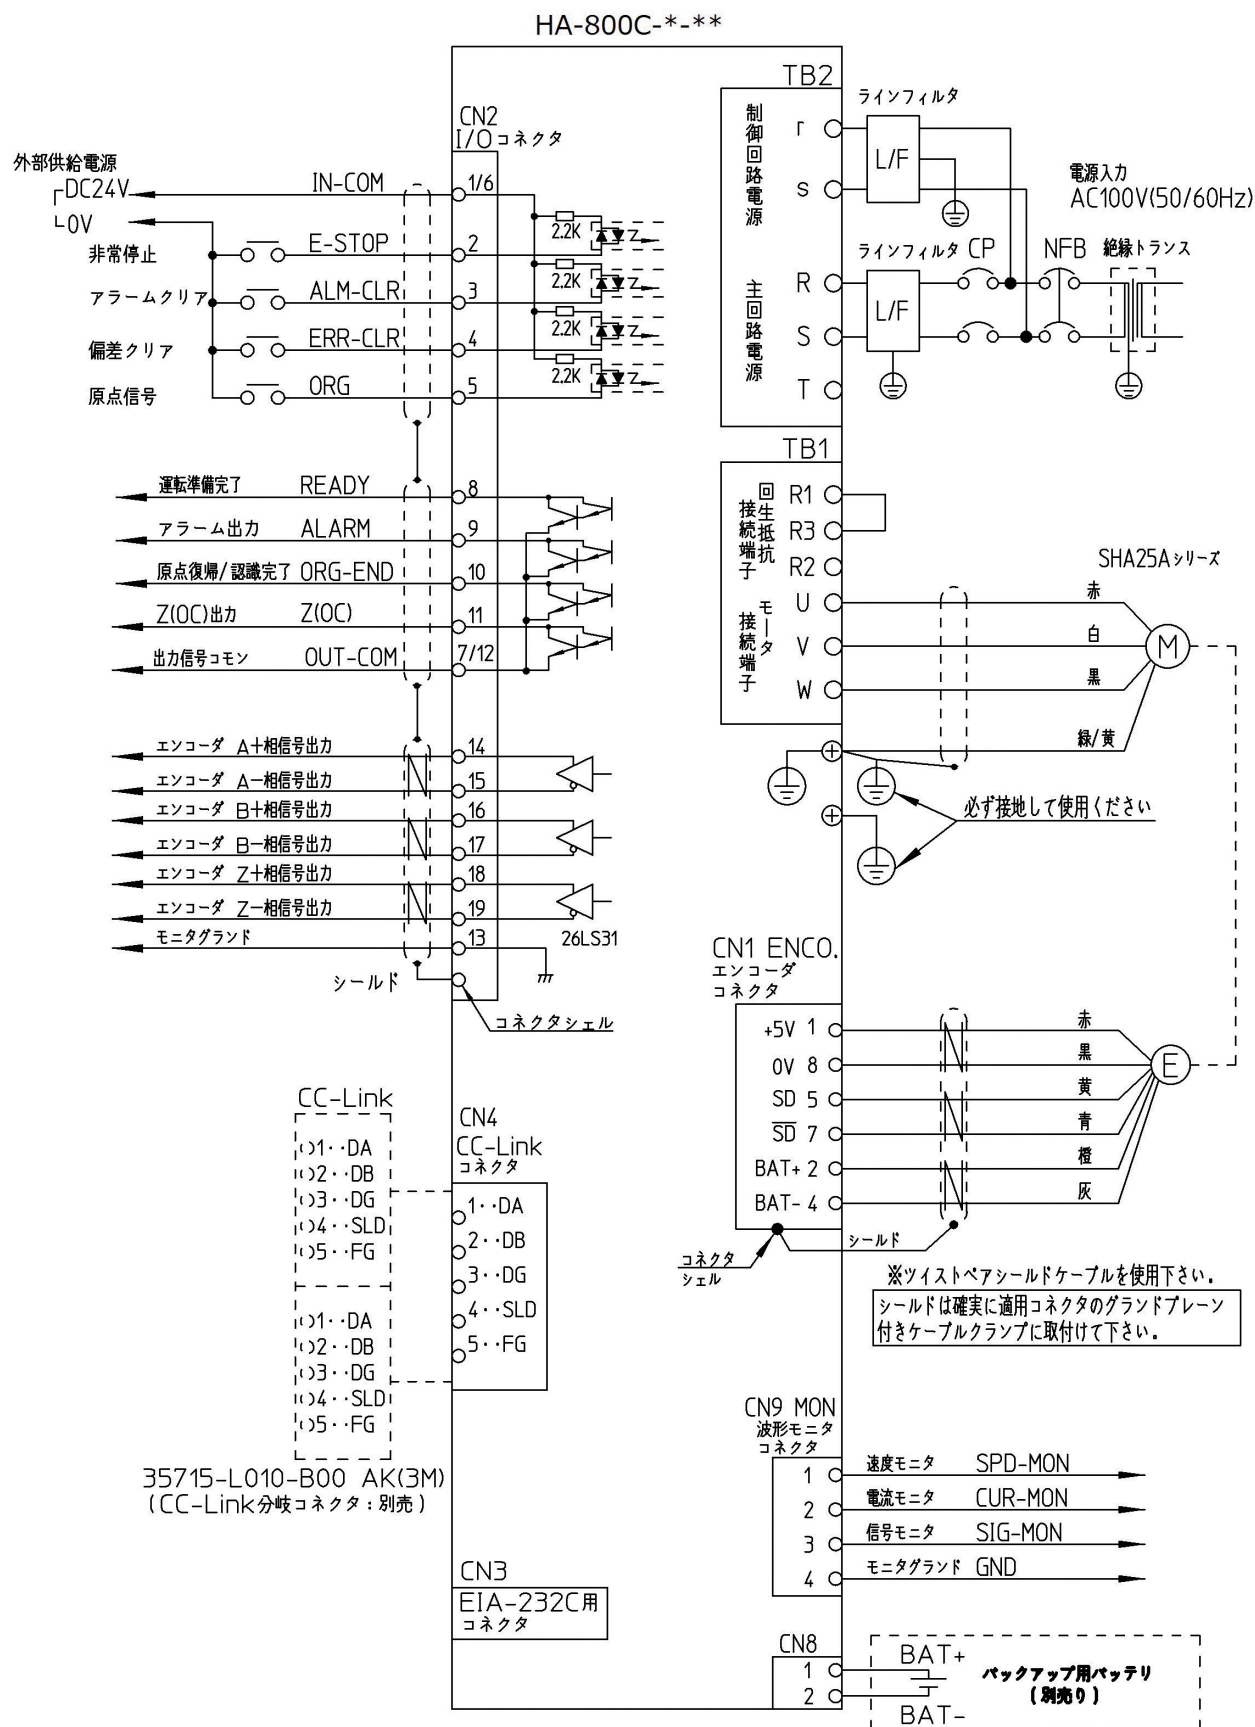 HA-800C-*-**
CN2
I/Oコネクタ
外部供給電源
DC24V
0V
IN-COM
1/6
2.2K
非常停止
E-STOP
2
2.2K
アラームクリア
ALM-CLR
3
2.2K
偏差クリア
ERR-CLR
4
2.2K
原点信号
ORG
5
運転準備完了 READY
8
アラーム出力 ALARM
9
原点復帰/認識完了 ORG-END
10
Z(OC)出力 Z(OC)
11
出力信号コモン OUT-COM
7/12
エンコーダ A+相信号出力
14
エンコーダ A-相信号出力
15
エンコーダ B+相信号出力
16
エンコーダ B-相信号出力
17
エンコーダ Z+相信号出力
18
エンコーダ Z-相信号出力
19
モニタグランド
13
26LS31
シールド
コネクタシェル
CC-Link
1・・DA
2・・DB
3・・DG
4・・SLD
5・・FG
1・・DA
2・・DB
3・・DG
4・・SLD
5・・FG
35715-L010-B00 AK(3M)
(CC-Link分岐コネクタ:別売)
CN4
CC-Link
コネクタ
1・・DA
2・・DB
3・・DG
4・・SLD
5・・FG
CN3
EIA-232C用
コネクタ
TB2
制御回路電源
r
s
主回路電源
R
S
T
ラインフィルタ
L/F
ラインフィルタ
L/F
CP
NFB
絶縁トランス
電源入力
AC100V(50/60Hz)
TB1
回生抵抗
接続端子
R1
R3
R2
モータ
接続端子
U
V
W
SHA25Aシリーズ
赤
白
黒
緑/黄
M
必ず接地して使用ください
CN1 ENCO.
エンコーダ
コネクタ
+5V 1
0V 8
SD 5
S̅D̅ 7
BAT+ 2
BAT- 4
赤
黒
黄
青
橙
灰
E
コネクタ
シェル
シールド
※ツイストペアシールドケーブルを使用下さい。
シールドは確実に適用コネクタのグランドプレーン
付きケーブルクランプに取付けて下さい。
CN9 MON
波形モニタ
コネクタ
1 速度モニタ SPD-MON
2 電流モニタ CUR-MON
3 信号モニタ SIG-MON
4 モニタグランド GND
CN8
1
2
BAT+
BAT-
バックアップ用バッテリ
(別売り)